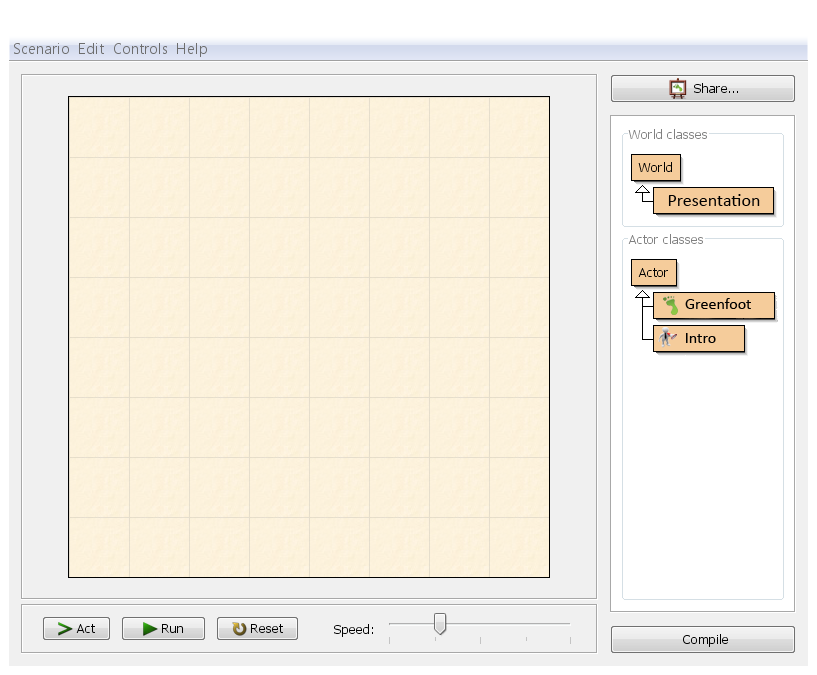 Scenario Edit Controls Help
Share...
World classes
World
Presentation
Actor classes
Actor
Greenfoot
Intro
Act Run Reset Speed:
Compile